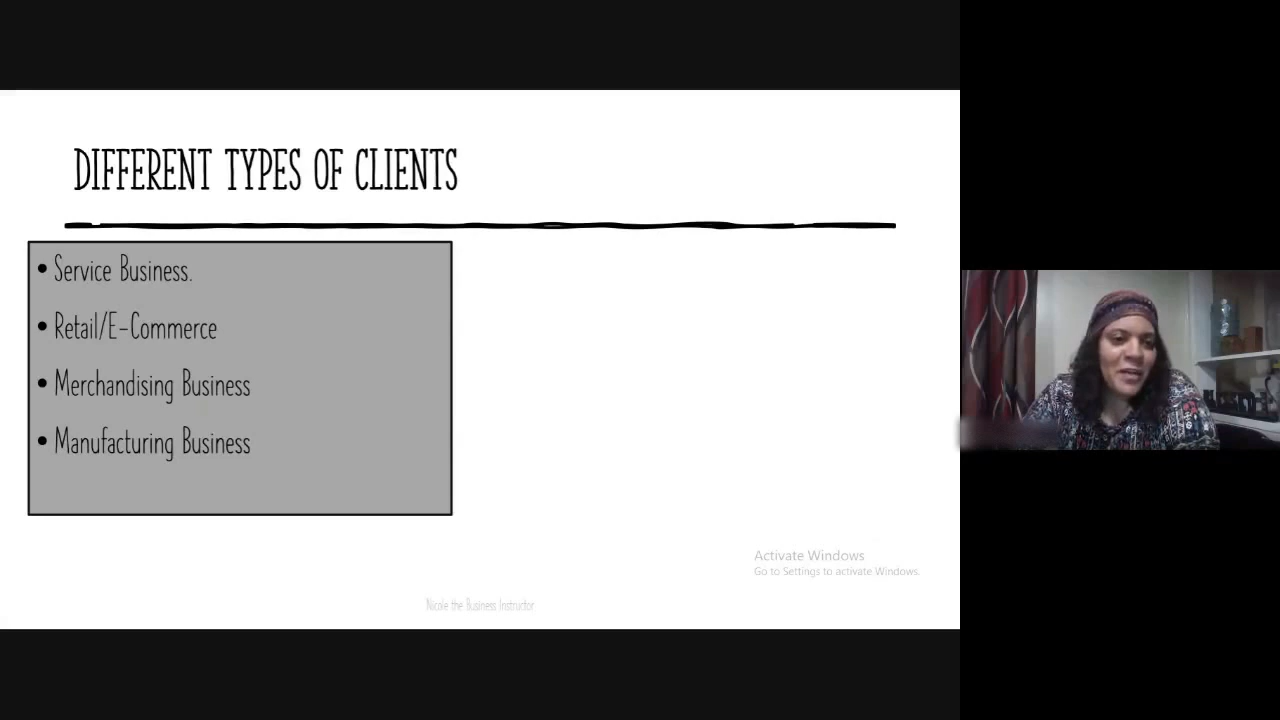 DIFFERENT TYPES OF CLIENTS
• Service Business.
• Retail/E-Commerce
• Merchandising Business
• Manufacturing Business
Activate Windows
Go to Settings to activate Windows.
Nicole the Business Instructor